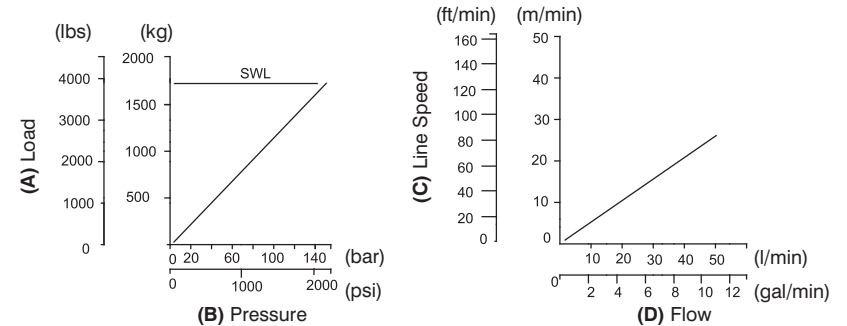 (lbs) (kg)
4000
3000
2000
1000
0
(A) Load
2000
1500
1000
500
SWL
0 20 60 100 140 (bar)
0 1000 2000 (psi)
(B) Pressure
(ft/min) (m/min)
160
140
120
100
80
60
40
20
0
(C) Line Speed
50
40
30
20
10
0
10 20 30 40 50 (l/min)
0 2 4 6 8 10 12 (gal/min)
(D) Flow